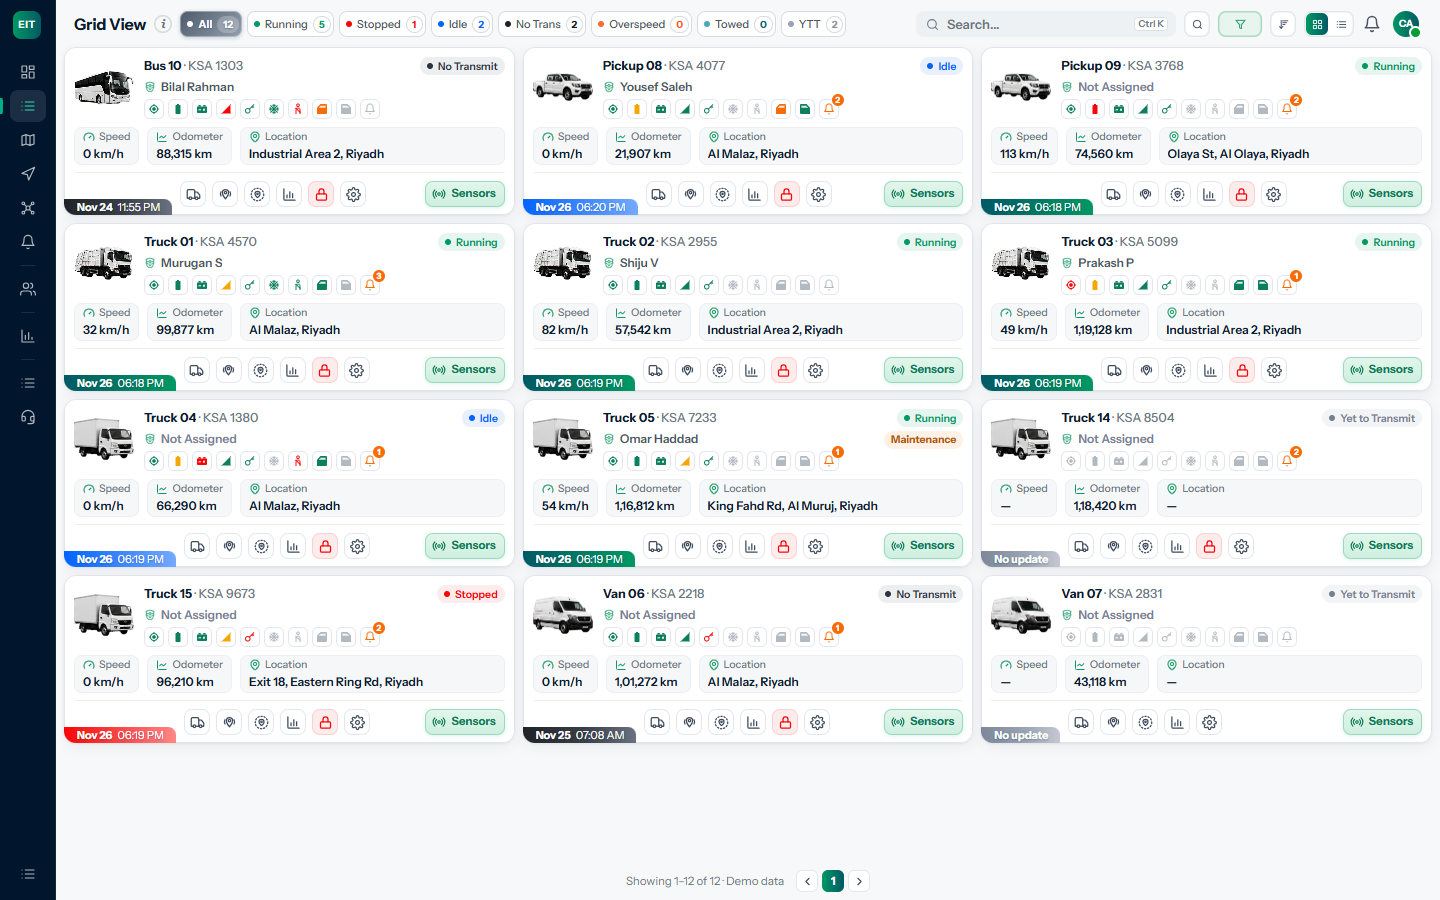 EIT
Grid View
i
All 12
Running 5
Stopped 1
Idle 2
No Trans 2
Overspeed 0
Towed 0
YTT 2
Search...
Ctrl K
CA
Bus 10 · KSA 1303
No Transmit
Bilal Rahman
Speed
0 km/h
Odometer
88,315 km
Location
Industrial Area 2, Riyadh
Nov 24 11:55 PM
Sensors
Pickup 08 · KSA 4077
Idle
Yousef Saleh
2
Speed
0 km/h
Odometer
21,907 km
Location
Al Malaz, Riyadh
Nov 26 06:20 PM
Sensors
Pickup 09 · KSA 3768
Running
Not Assigned
2
Speed
113 km/h
Odometer
74,560 km
Location
Olaya St, Al Olaya, Riyadh
Nov 26 06:18 PM
Sensors
Truck 01 · KSA 4570
Running
Murugan S
3
Speed
32 km/h
Odometer
99,877 km
Location
Al Malaz, Riyadh
Nov 26 06:18 PM
Sensors
Truck 02 · KSA 2955
Running
Shiju V
Speed
82 km/h
Odometer
57,542 km
Location
Industrial Area 2, Riyadh
Nov 26 06:19 PM
Sensors
Truck 03 · KSA 5099
Running
Prakash P
1
Speed
49 km/h
Odometer
1,19,128 km
Location
Industrial Area 2, Riyadh
Nov 26 06:19 PM
Sensors
Truck 04 · KSA 1380
Idle
Not Assigned
1
Speed
0 km/h
Odometer
66,290 km
Location
Al Malaz, Riyadh
Nov 26 06:19 PM
Sensors
Truck 05 · KSA 7233
Running
Omar Haddad
Maintenance
1
Speed
54 km/h
Odometer
1,16,812 km
Location
King Fahd Rd, Al Muruj, Riyadh
Nov 26 06:19 PM
Sensors
Truck 14 · KSA 8504
Yet to Transmit
Not Assigned
2
Speed
—
Odometer
1,18,420 km
Location
—
No update
Sensors
Truck 15 · KSA 9673
Stopped
Not Assigned
2
Speed
0 km/h
Odometer
96,210 km
Location
Exit 18, Eastern Ring Rd, Riyadh
Nov 26 06:19 PM
Sensors
Van 06 · KSA 2218
No Transmit
Not Assigned
1
Speed
0 km/h
Odometer
1,01,272 km
Location
Al Malaz, Riyadh
Nov 25 07:08 AM
Sensors
Van 07 · KSA 2831
Yet to Transmit
Not Assigned
Speed
—
Odometer
43,118 km
Location
—
No update
Sensors
Showing 1–12 of 12 · Demo data
1